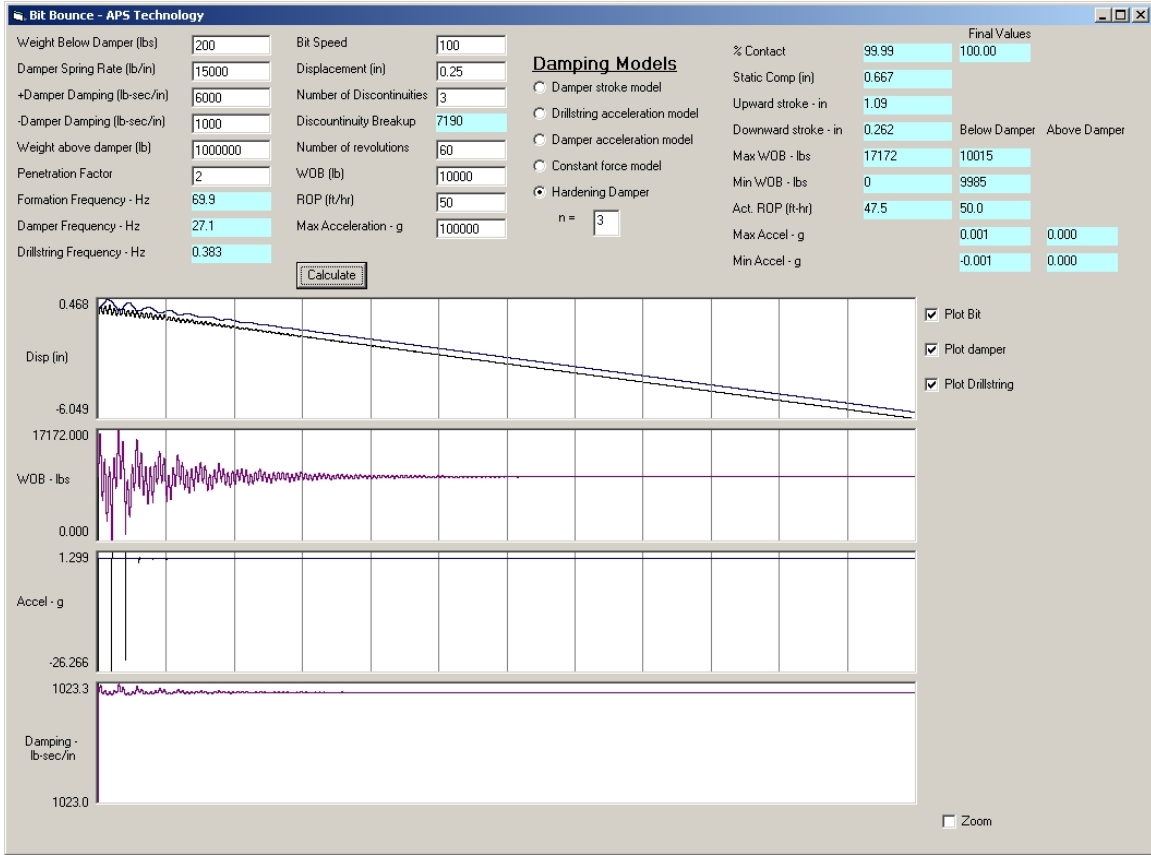 Bit Bounce - APS Technology
Weight Below Damper (lbs) 200
Damper Spring Rate (lb/in) 15000
+Damper Damping (lb-sec/in) 6000
-Damper Damping (lb-sec/in) 1000
Weight above damper (lb) 1000000
Penetration Factor 2
Formation Frequency - Hz 69.9
Damper Frequency - Hz 27.1
Drillstring Frequency - Hz 0.383
Bit Speed 100
Displacement (in) 0.25
Number of Discontinuities 3
Discountinuity Breakup 7190
Number of revolutions 60
WOB (lb) 10000
ROP (ft/hr) 50
Max Acceleration - g 100000
Calculate
Damping Models
Damper stroke model
Drillstring acceleration model
Damper acceleration model
Constant force model
Hardening Damper
n = 3
Final Values
% Contact 99.99 100.00
Static Comp (in) 0.667
Upward stroke - in 1.09
Downward stroke - in 0.262 Below Damper Above Damper
Max WOB - lbs 17172 10015
Min WOB - lbs 0 9985
Act. ROP (ft-hr) 47.5 50.0
Max Accel - g 0.001 0.000
Min Accel - g -0.001 0.000
0.468
Disp (in)
-6.049
17172.000
WOB - lbs
0.000
1.299
Accel - g
-26.266
1023.3
Damping -
lb-sec/in
1023.0
Plot Bit
Plot damper
Plot Drillstring
Zoom